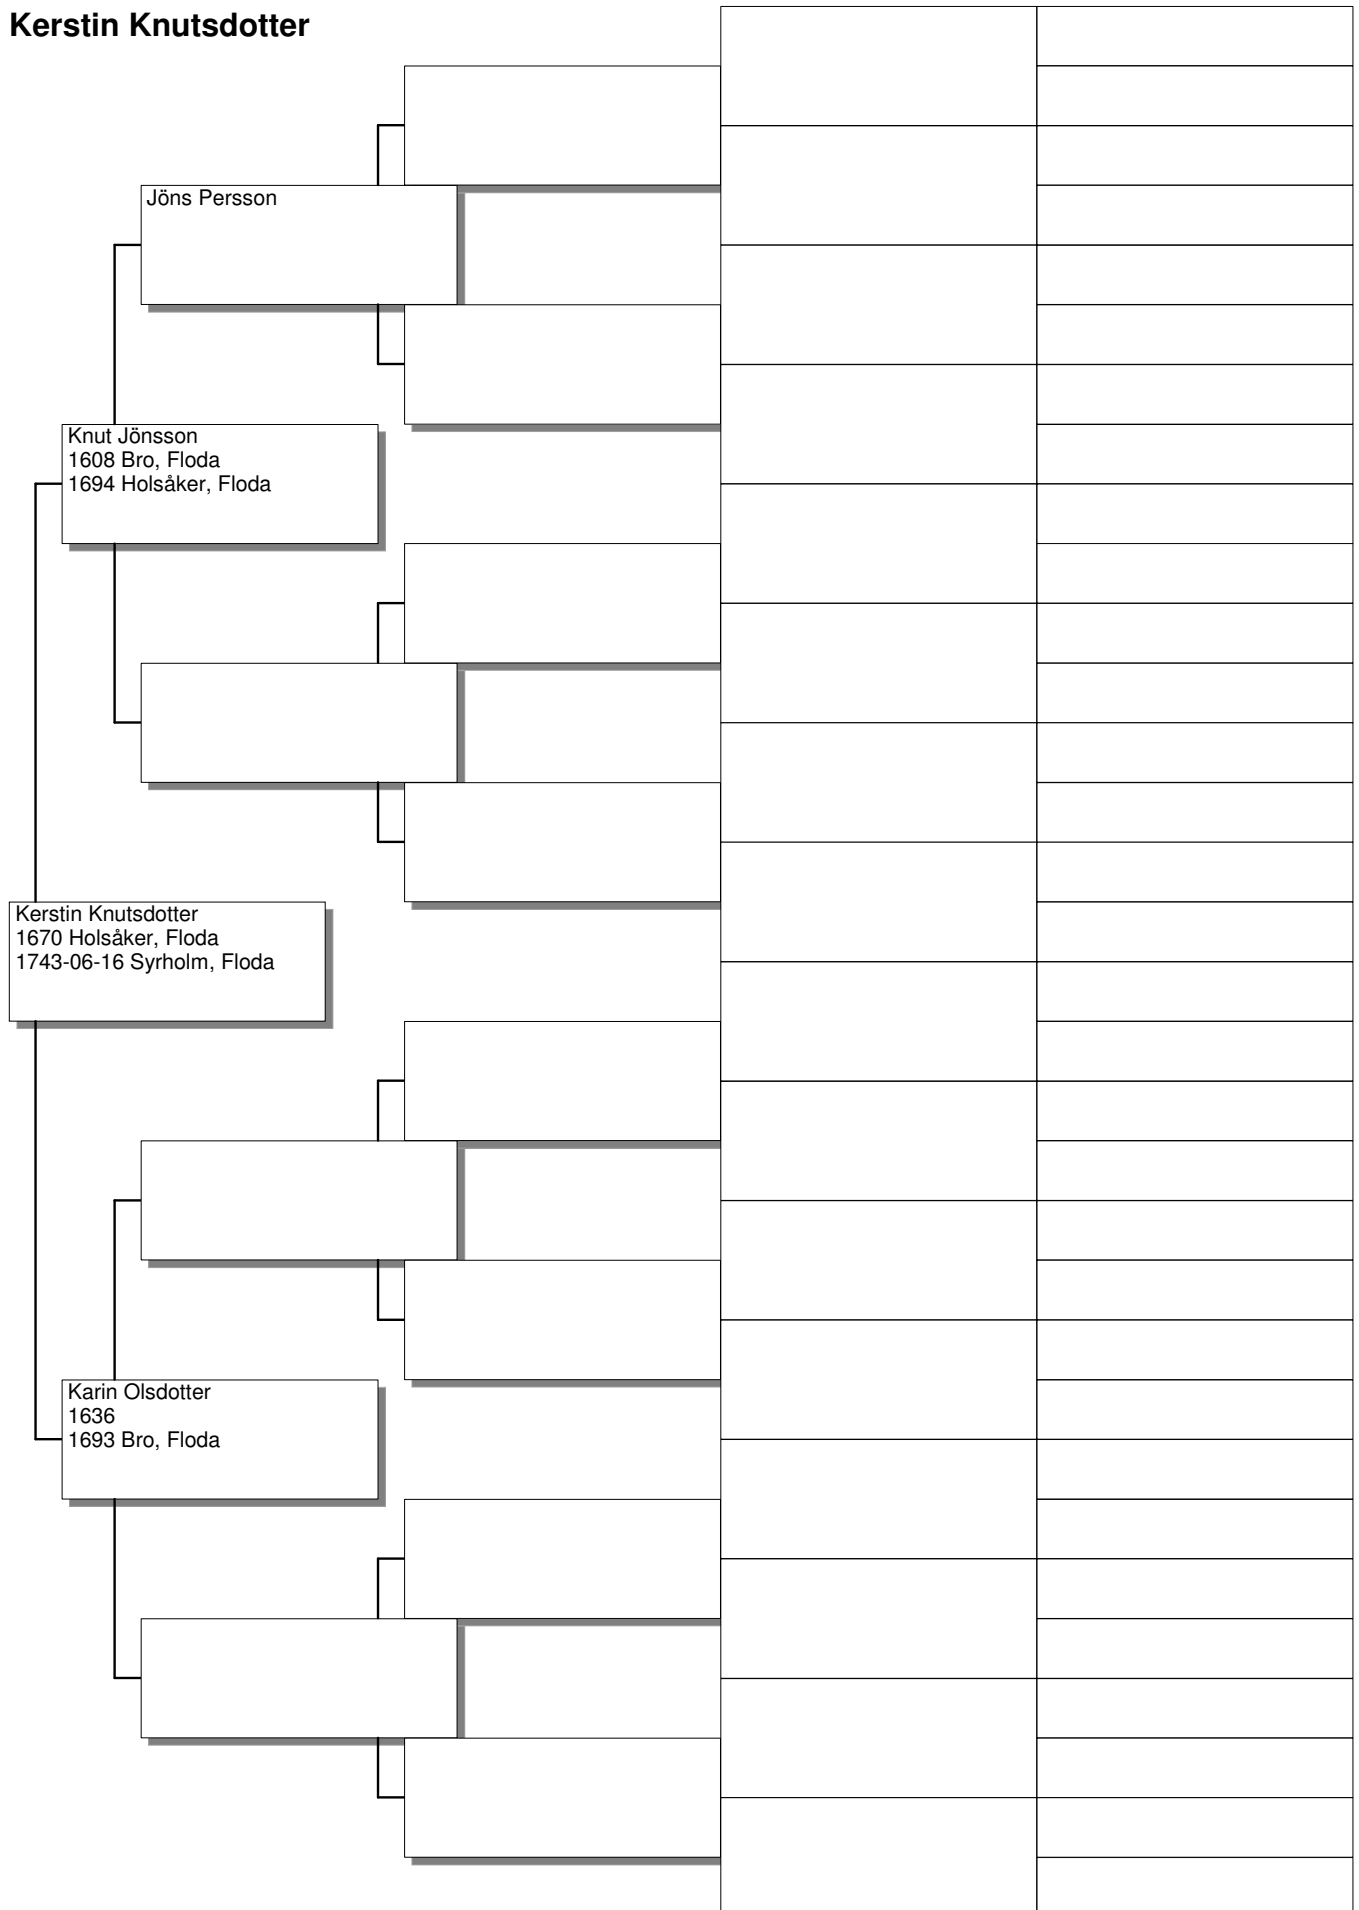 Kerstin Knutsdotter
Jöns Persson
Knut Jönsson
1608 Bro, Floda
1694 Holsåker, Floda
Kerstin Knutsdotter
1670 Holsåker, Floda
1743-06-16 Syrholm, Floda
Karin Olsdotter
1636
1693 Bro, Floda